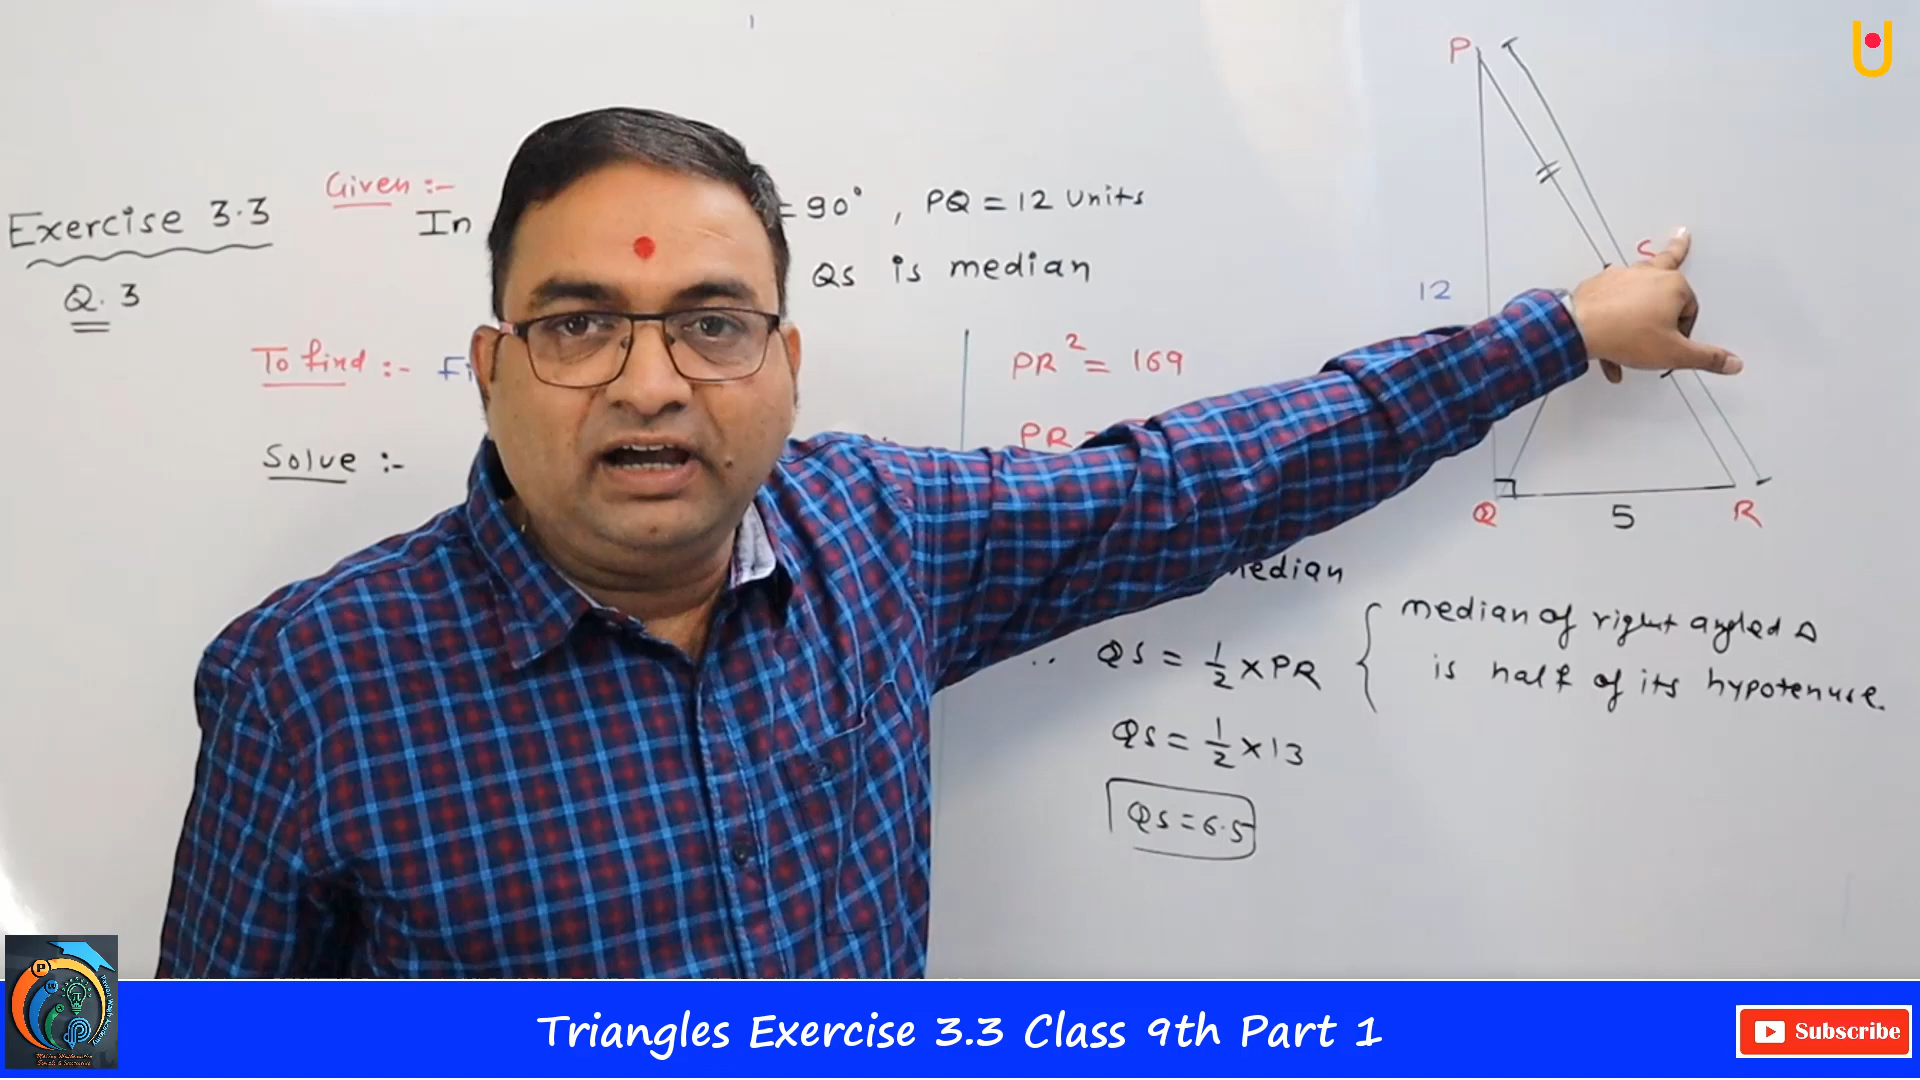 Exercise 3.3
Q. 3
Given :-
In = 90° , PQ = 12 Units
QS is median
To find :-
Solve :-
PR² = 169
PR =
median
QS = 1/2 × PR { median of right angled Δ
is half of its hypotenuse.
QS = 1/2 × 13
QS = 6.5
P
S
12
Q
5
R
Triangles Exercise 3.3 Class 9th Part 1
Subscribe